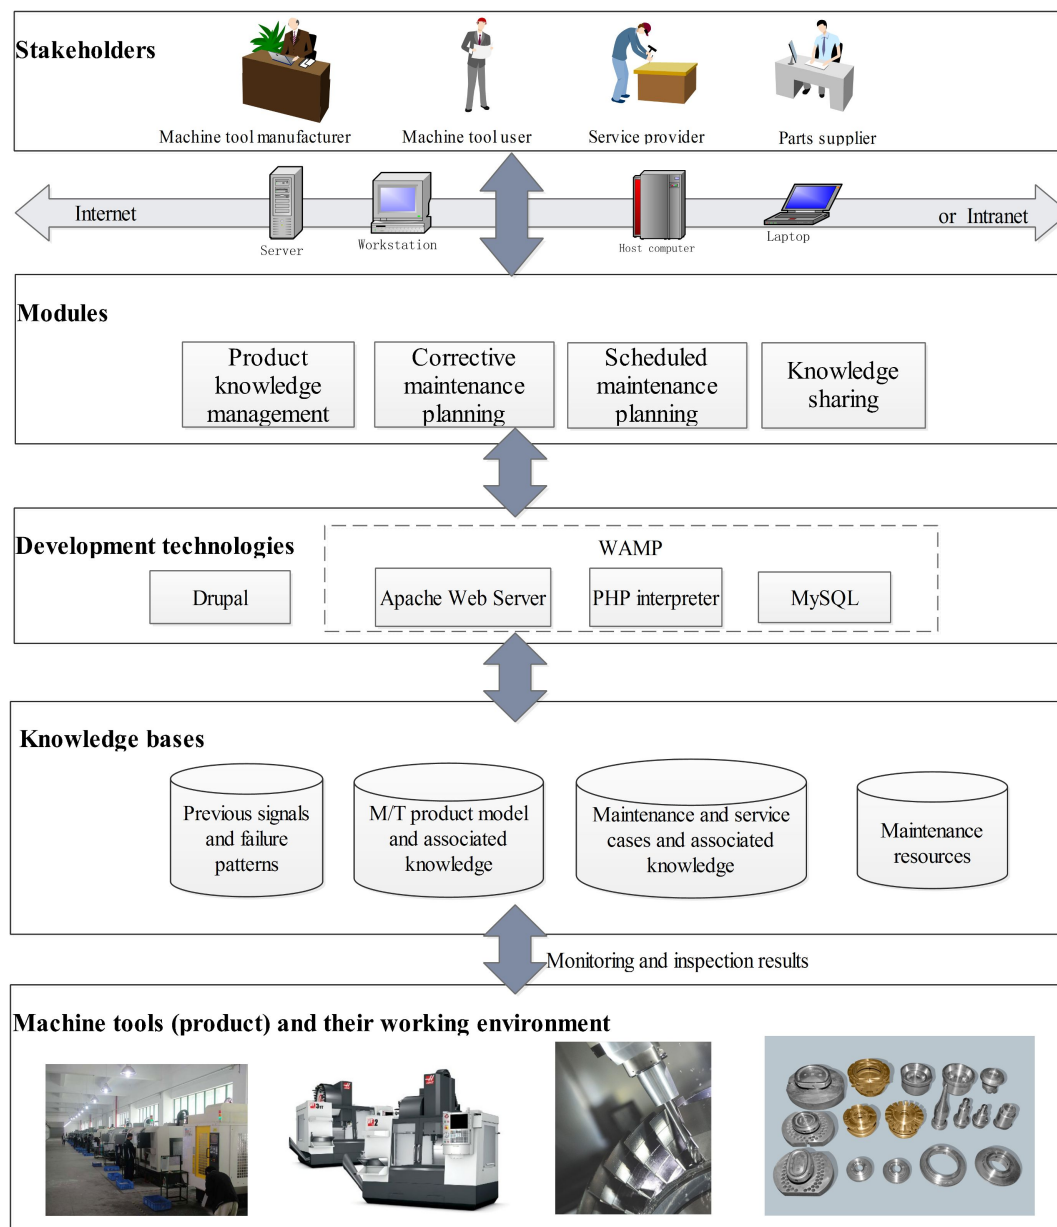 Stakeholders
Machine tool manufacturer
Machine tool user
Service provider
Parts supplier
Internet
or Intranet
Server
Workstation
Host computer
Laptop
Modules
Product
knowledge
management
Corrective
maintenance
planning
Scheduled
maintenance
planning
Knowledge
sharing
Development technologies
WAMP
Drupal
Apache Web Server
PHP interpreter
MySQL
Knowledge bases
Previous signals
and failure
patterns
M/T product model
and associated
knowledge
Maintenance and service
cases and associated
knowledge
Maintenance
resources
Monitoring and inspection results
Machine tools (product) and their working environment